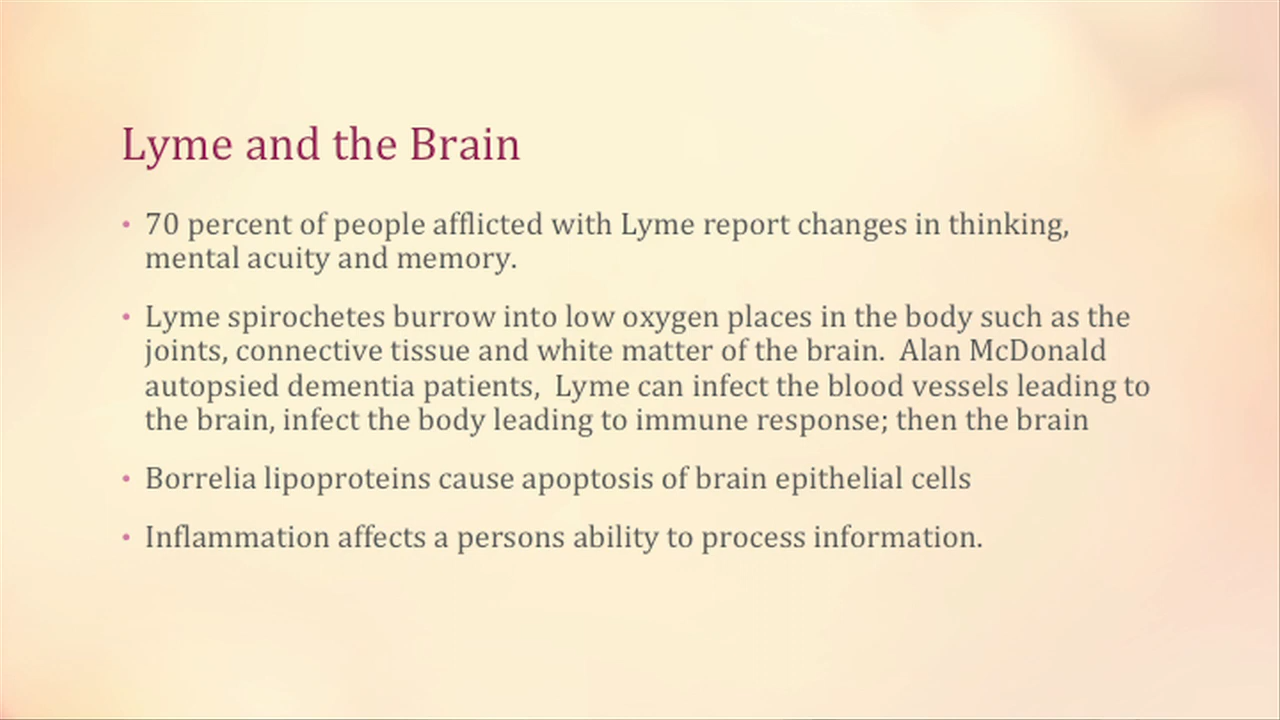 Lyme and the Brain
• 70 percent of people afflicted with Lyme report changes in thinking,
mental acuity and memory.
• Lyme spirochetes burrow into low oxygen places in the body such as the
joints, connective tissue and white matter of the brain.  Alan McDonald
autopsied dementia patients,  Lyme can infect the blood vessels leading to
the brain, infect the body leading to immune response; then the brain
• Borrelia lipoproteins cause apoptosis of brain epithelial cells
• Inflammation affects a persons ability to process information.